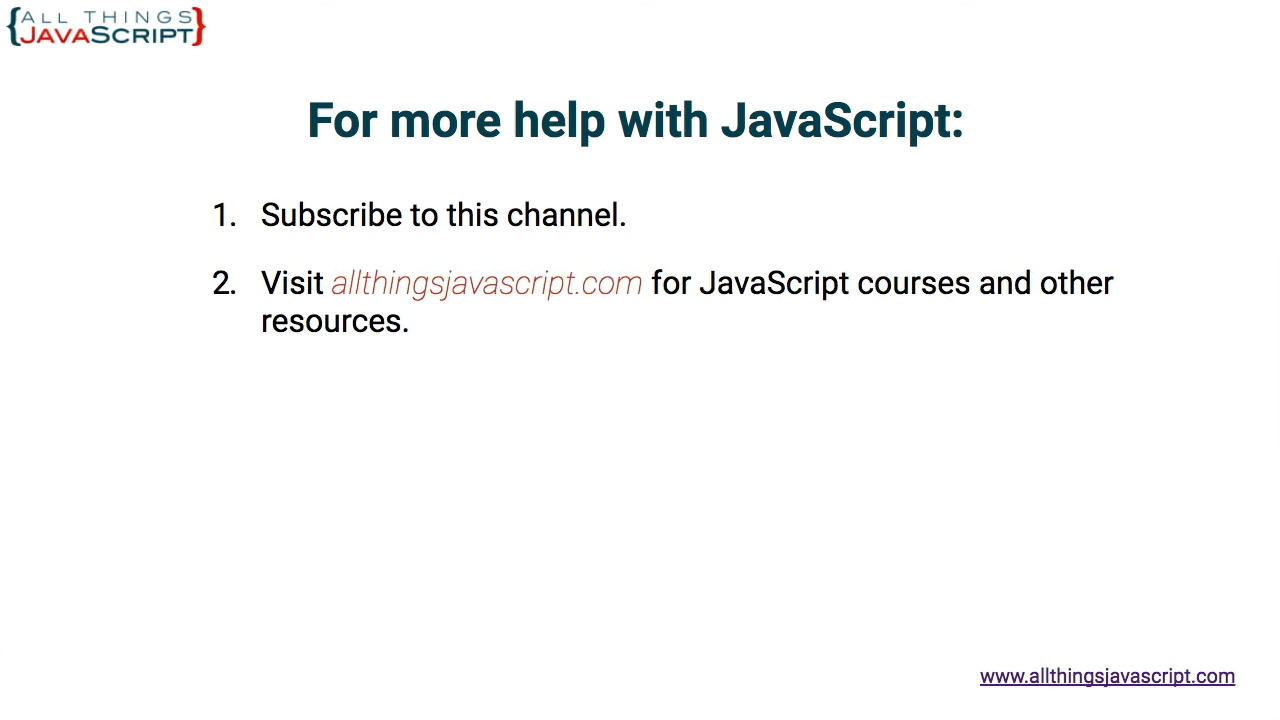 {ALL THINGS
JAVASCRIPT}
For more help with JavaScript:
1. Subscribe to this channel.
2. Visit allthingsjavascript.com for JavaScript courses and other
resources.
www.allthingsjavascript.com